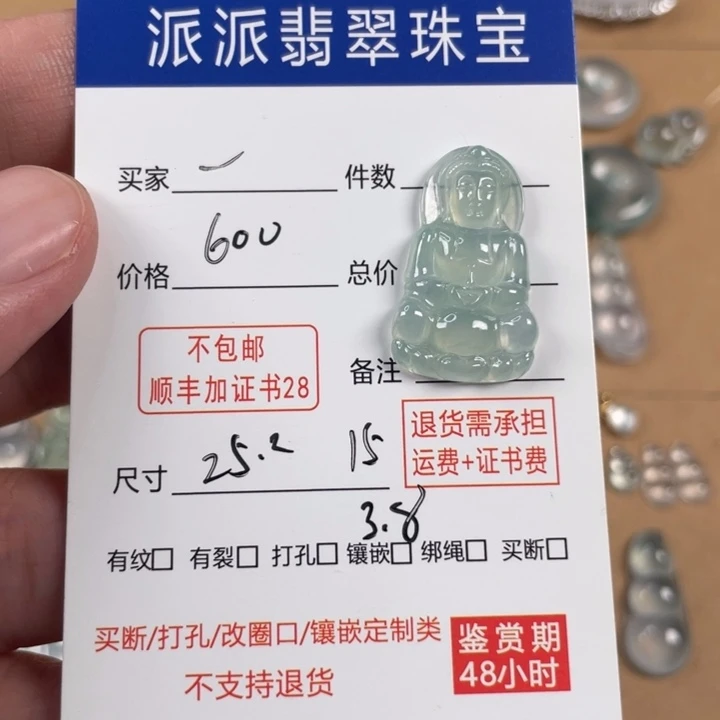 派派翡翠珠宝
买家 一 件数
价格 600 总价
不包邮
顺丰加证书28
备注
退货需承担
运费+证书费
尺寸 25.2 15
3.8
有纹□ 有裂□ 打孔□ 镶嵌□ 绑绳□ 买断□
买断/打孔/改圈口/镶嵌定制类
不支持退货
鉴赏期
48小时